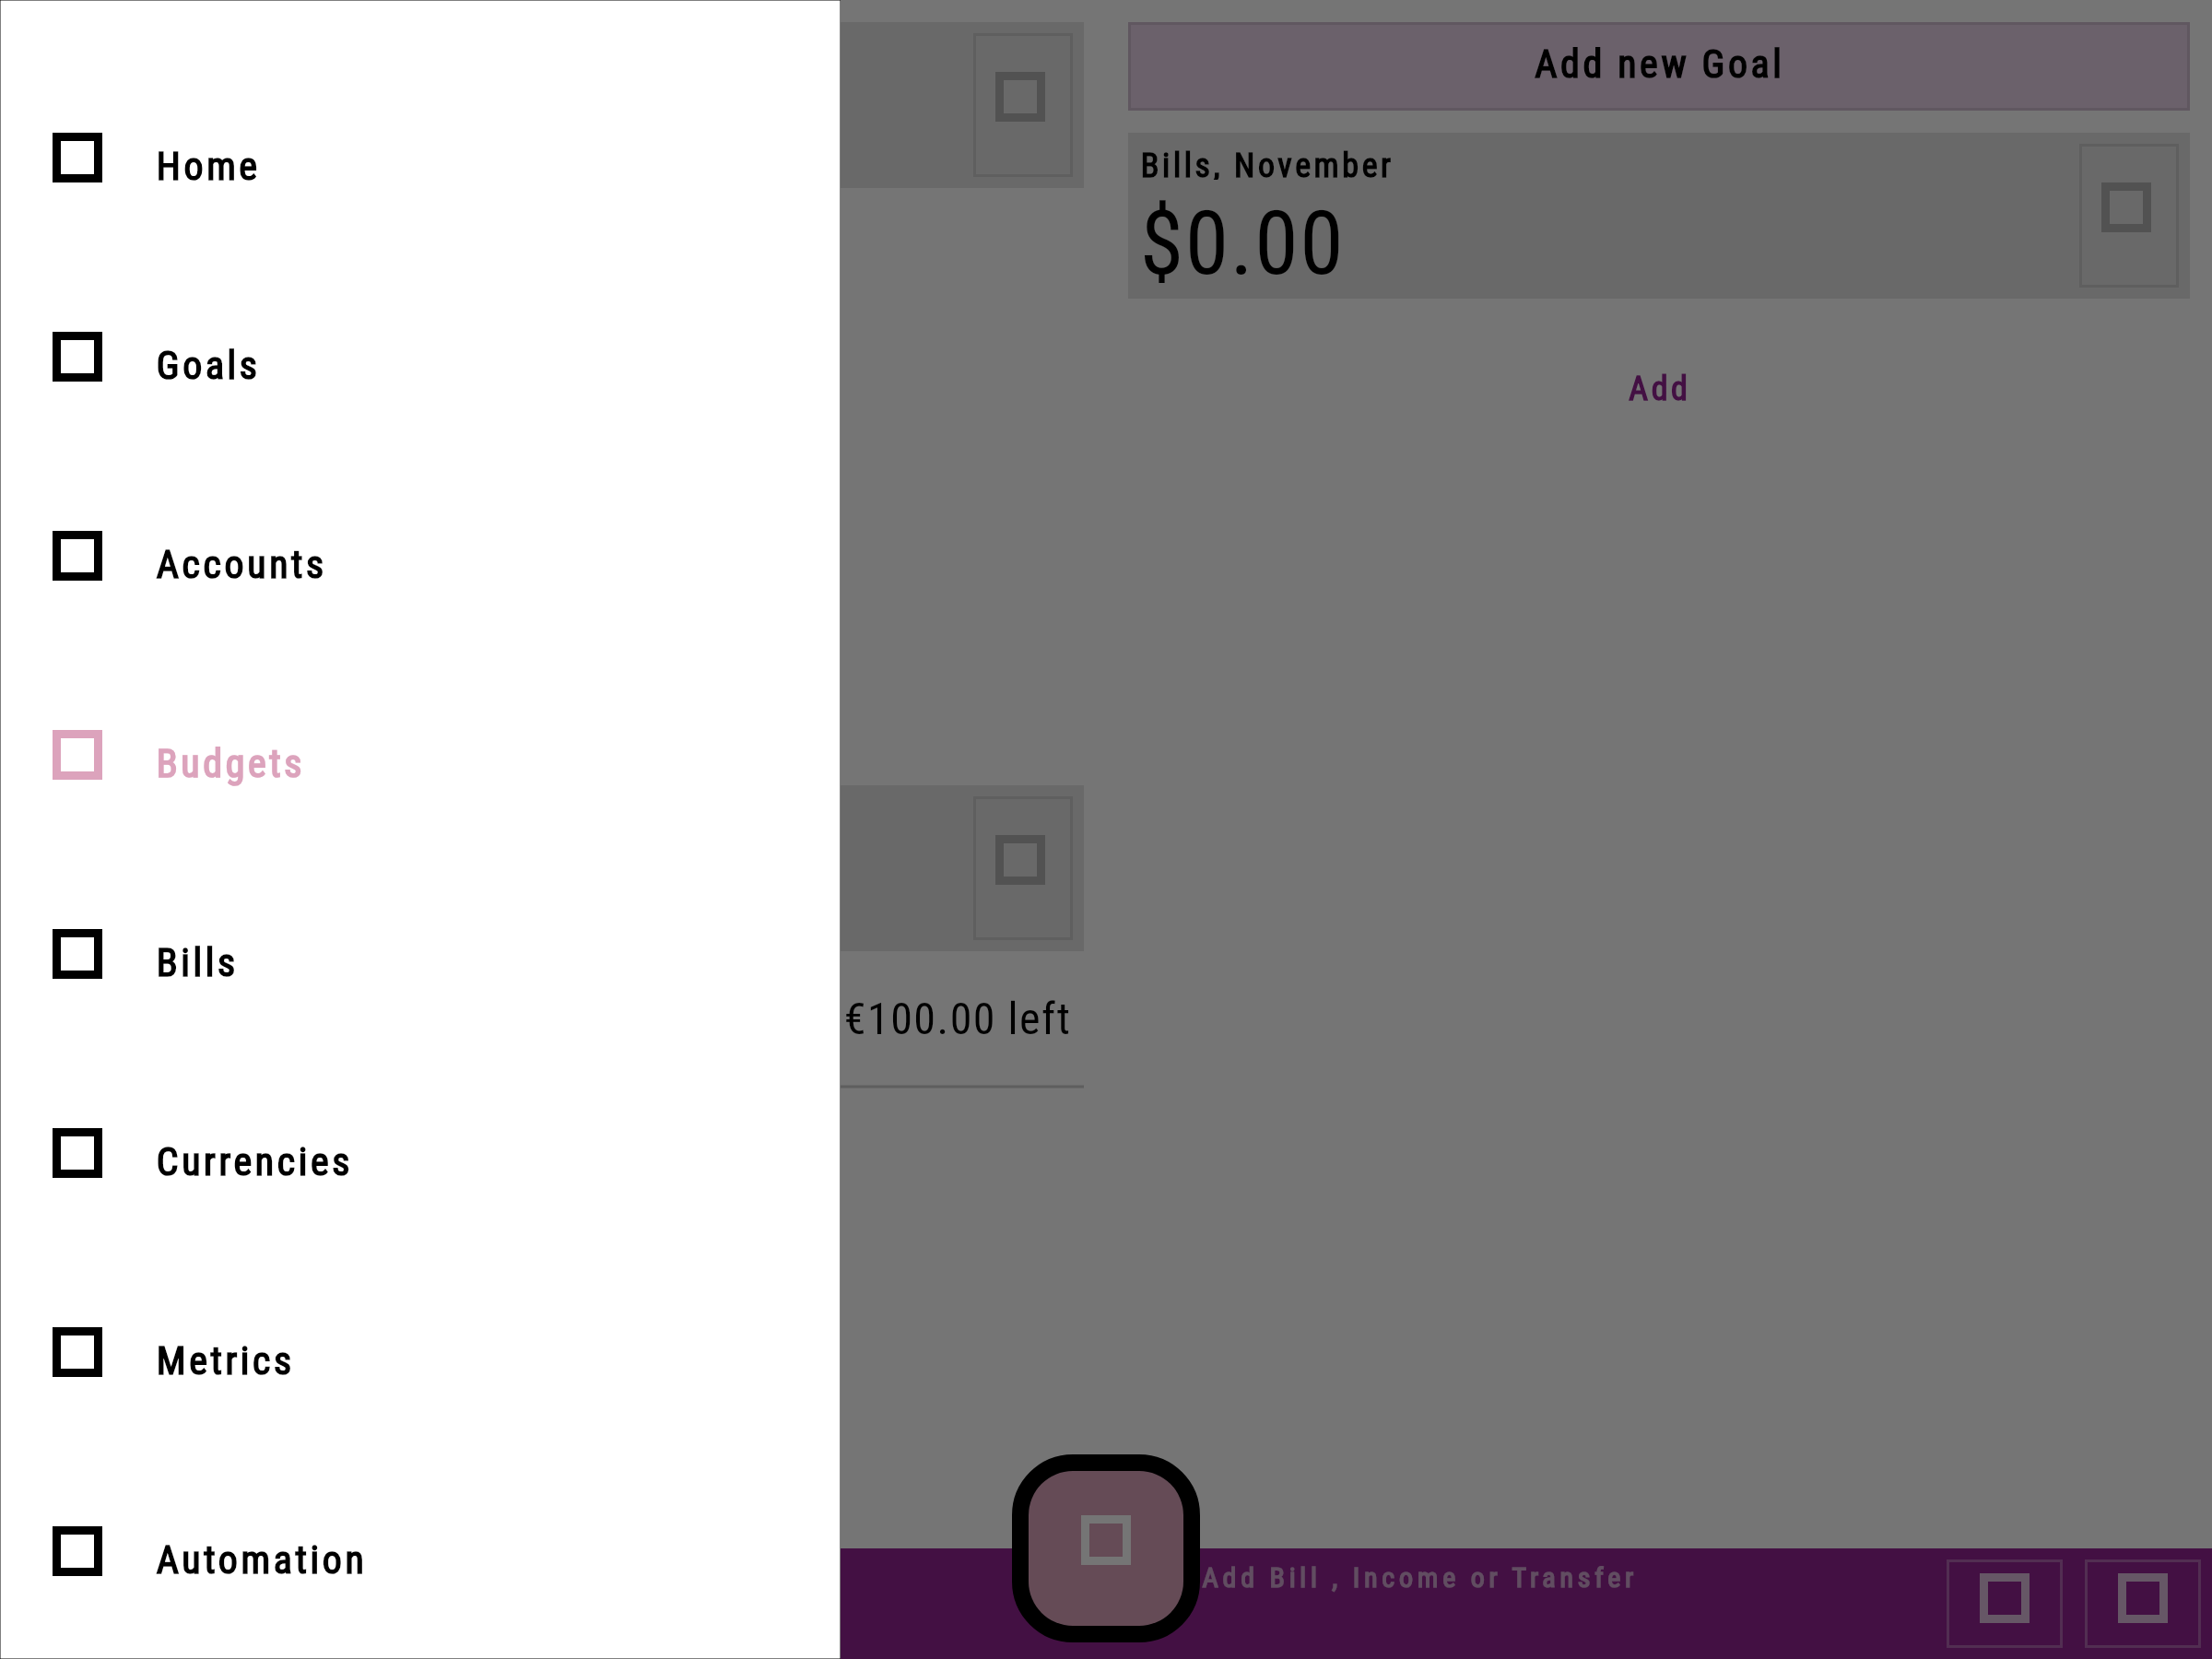 Home
Goals
Accounts
Budgets
Bills
Currencies
Metrics
Automation
€100.00 left
Add new Goal
Bills, November
$0.00
Add
Add Bill , Income or Transfer